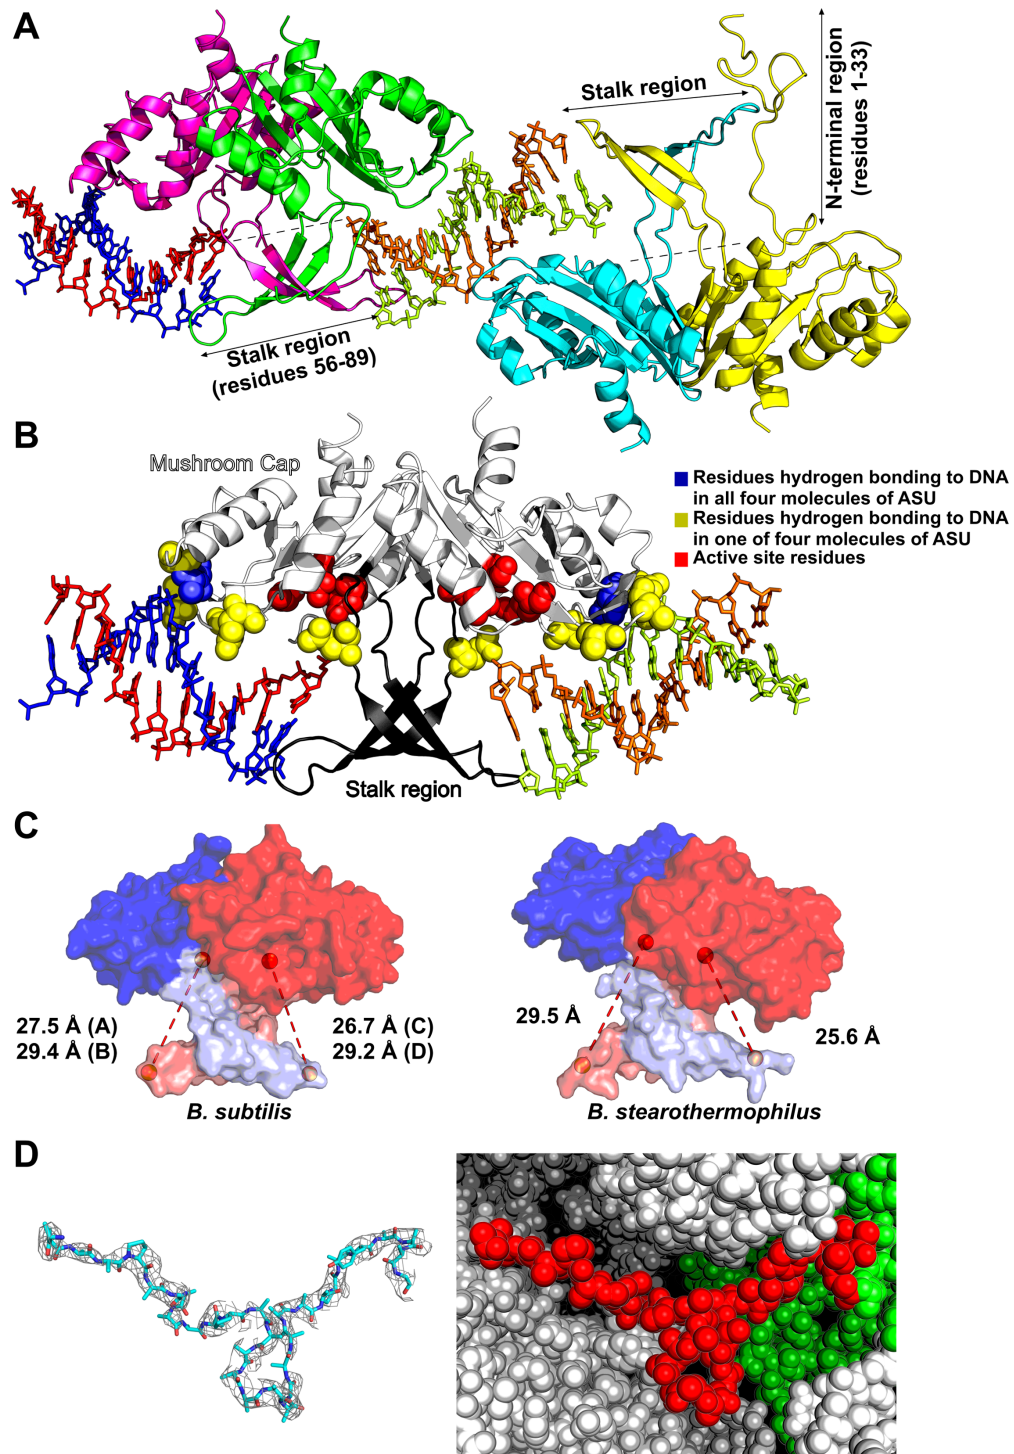 A
Stalk region
N-terminal region
(residues 1-33)
Stalk region
(residues 56-89)
B
Mushroom Cap
Residues hydrogen bonding to DNA
in all four molecules of ASU
Residues hydrogen bonding to DNA
in one of four molecules of ASU
Active site residues
Stalk region
C
27.5 Å (A)
29.4 Å (B)
26.7 Å (C)
29.2 Å (D)
B. subtilis
29.5 Å
25.6 Å
B. stearothermophilus
D